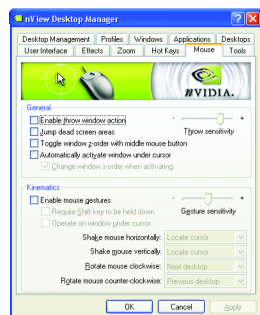 nView Desktop Manager
Desktop Management Profiles Windows Applications Desktops
User Interface Effects Zoom Hot Keys Mouse Tools
NVIDIA.
General
Enable throw window action
- +
Jump dead screen areas
Throw sensitivity
Toggle window z-order with middle mouse button
Automatically activate window under cursor
Change window z-order when activating
Kinematics
Enable mouse gestures
- +
Require Shift key to be held down
Gesture sensitivity
Operate on window under cursor
Shake mouse horizontally: Locate cursor
Shake mouse vertically: Locate cursor
Rotate mouse clockwise: Next desktop
Rotate mouse counter-clockwise: Previous desktop
OK Cancel Apply